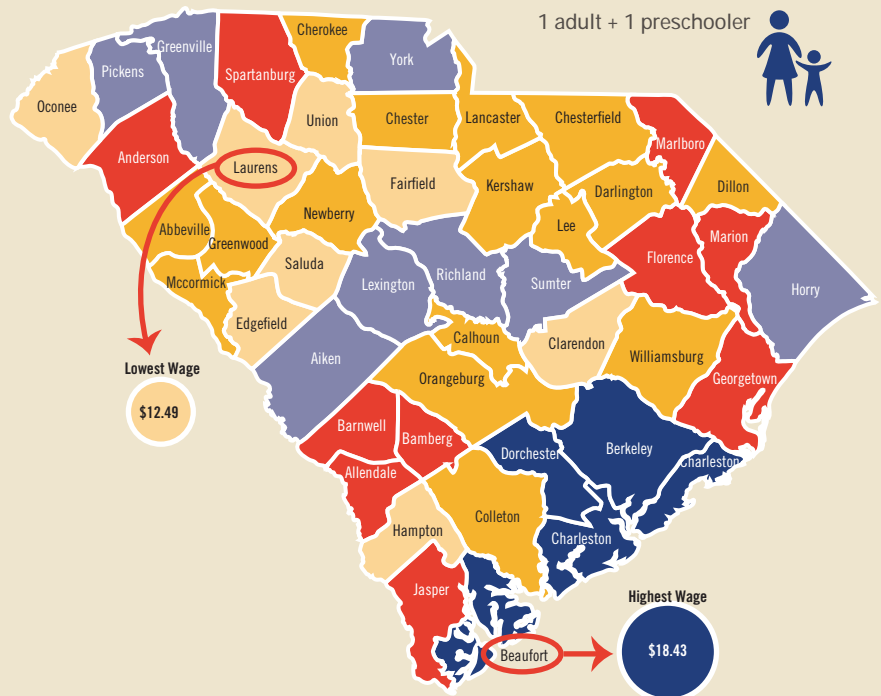 1 adult + 1 preschooler
Cherokee
Greenville
York
Pickens
Spartanburg
Oconee
Union
Chester
Lancaster
Chesterfield
Marlboro
Anderson
Laurens
Fairfield
Kershaw
Darlington
Dillon
Newberry
Abbeville
Greenwood
Lee
Marion
Florence
Saluda
Richland
Mccormick
Lexington
Sumter
Horry
Edgefield
Calhoun
Clarendon
Aiken
Williamsburg
Lowest Wage
$12.49
Orangeburg
Georgetown
Barnwell
Bamberg
Dorchester
Berkeley
Charleston
Allendale
Colleton
Hampton
Charleston
Jasper
Highest Wage
$18.43
Beaufort